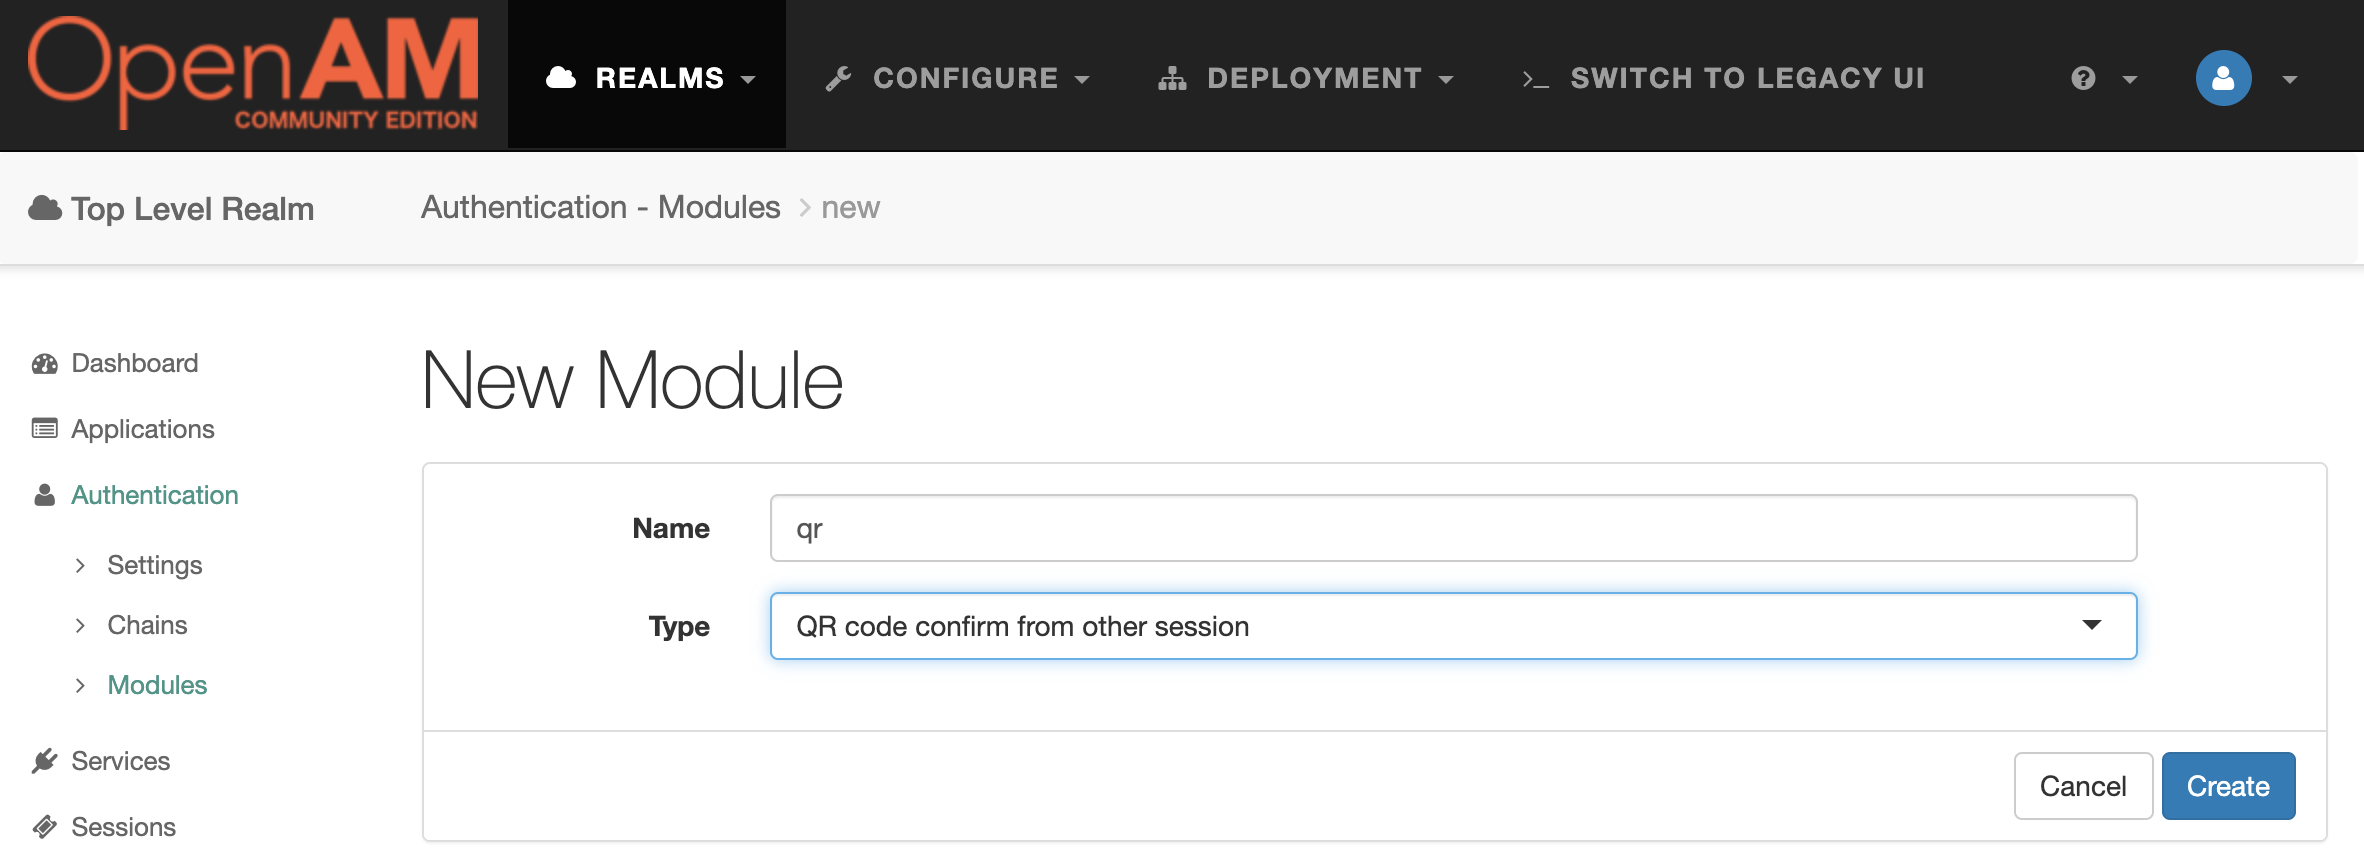 OpenAM
COMMUNITY EDITION
REALMS
CONFIGURE
DEPLOYMENT
SWITCH TO LEGACY UI
Top Level Realm
Authentication - Modules
new
Dashboard
Applications
Authentication
Settings
Chains
Modules
Services
Sessions
New Module
Name
qr
Type
QR code confirm from other session
Cancel
Create